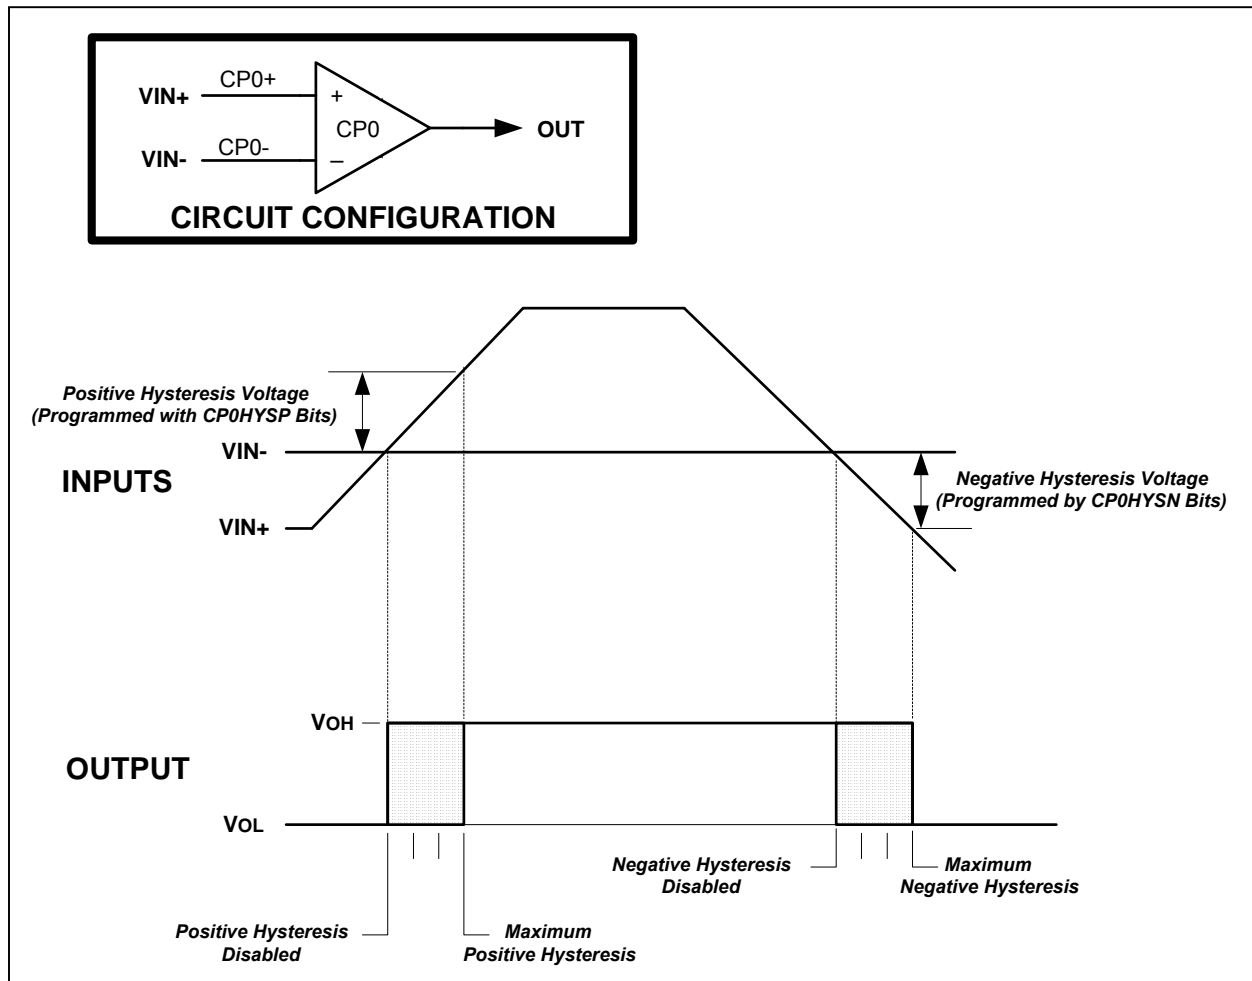 VIN+
CP0+
+
CP0
OUT
VIN-
CP0-
–
CIRCUIT CONFIGURATION
Positive Hysteresis Voltage
(Programmed with CP0HYSP Bits)
VIN-
INPUTS
VIN+
Negative Hysteresis Voltage
(Programmed by CP0HYSN Bits)
VOH
OUTPUT
VOL
Negative Hysteresis
Disabled
Maximum
Negative Hysteresis
Positive Hysteresis
Disabled
Maximum
Positive Hysteresis